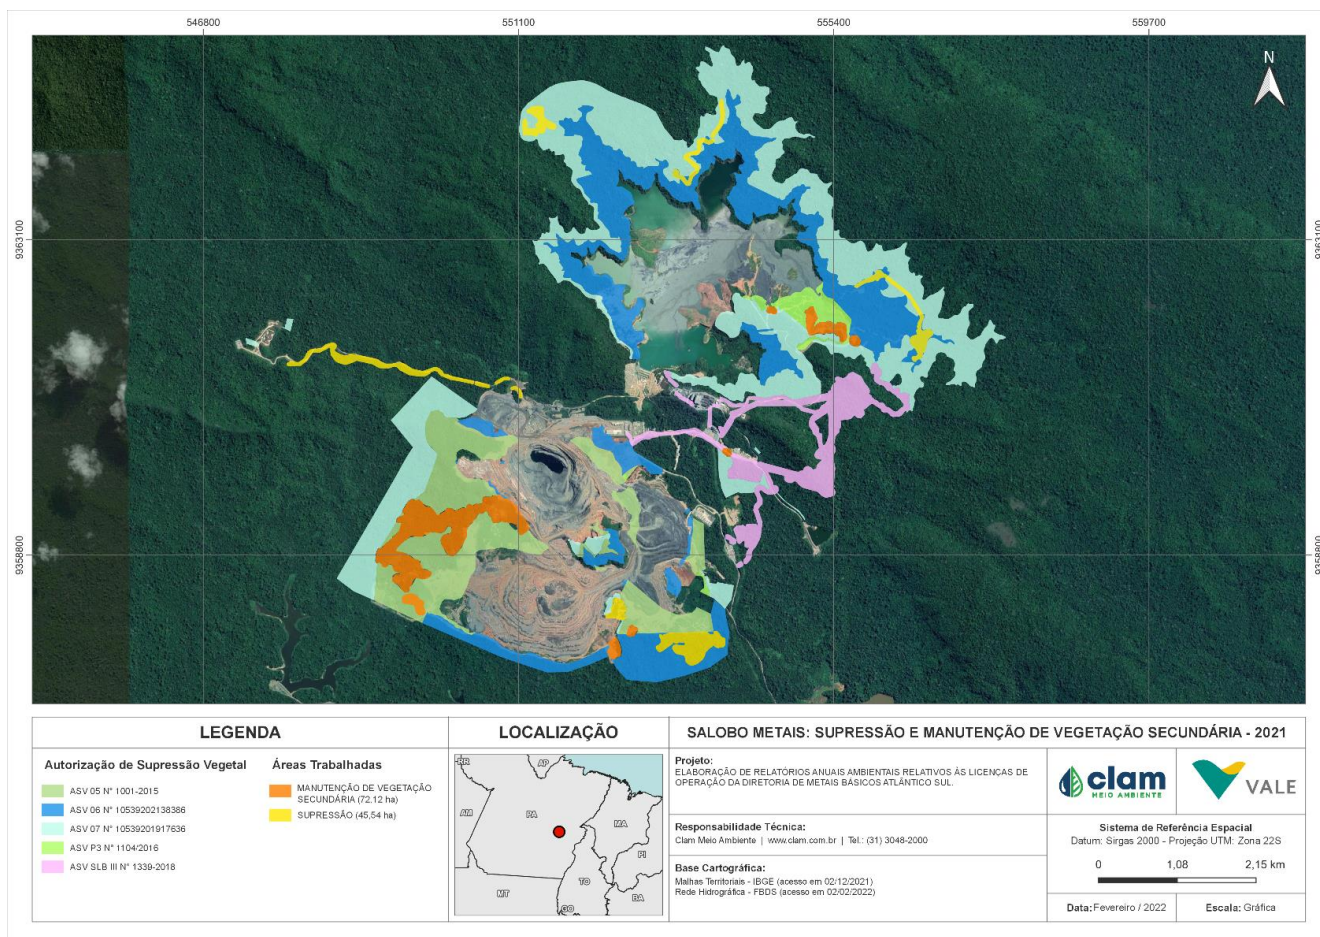 546800
551100
555400
559700
N
9363100
9363100
9358800
9358800
LEGENDA
Autorização de Supressão Vegetal
ASV 05 N° 1001-2015
ASV 06 N° 10539202138386
ASV 07 N° 10539201917636
ASV P3 N° 1104/2016
ASV SLB III N° 1339-2018
Áreas Trabalhadas
MANUTENÇÃO DE VEGETAÇÃO
SECUNDÁRIA (72,12 ha)
SUPRESSÃO (45,54 ha)
LOCALIZAÇÃO
RR
AP
AM
PA
MA
PI
TO
MT
BA
GO
SALOBO METAIS: SUPRESSÃO E MANUTENÇÃO DE VEGETAÇÃO SECUNDÁRIA - 2021
Projeto:
ELABORAÇÃO DE RELATÓRIOS ANUAIS AMBIENTAIS RELATIVOS ÀS LICENÇAS DE
OPERAÇÃO DA DIRETORIA DE METAIS BÁSICOS ATLÂNTICO SUL.
Responsabilidade Técnica:
Clam Meio Ambiente | www.clam.com.br | Tel.: (31) 3048-2000
Base Cartográfica:
Malhas Territoriais - IBGE (acesso em 02/12/2021)
Rede Hidrográfica - FBDS (acesso em 02/02/2022)
clam
MEIO AMBIENTE
VALE
Sistema de Referência Espacial
Datum: Sirgas 2000 - Projeção UTM: Zona 22S
0 1,08 2,15 km
Data: Fevereiro / 2022
Escala: Gráfica